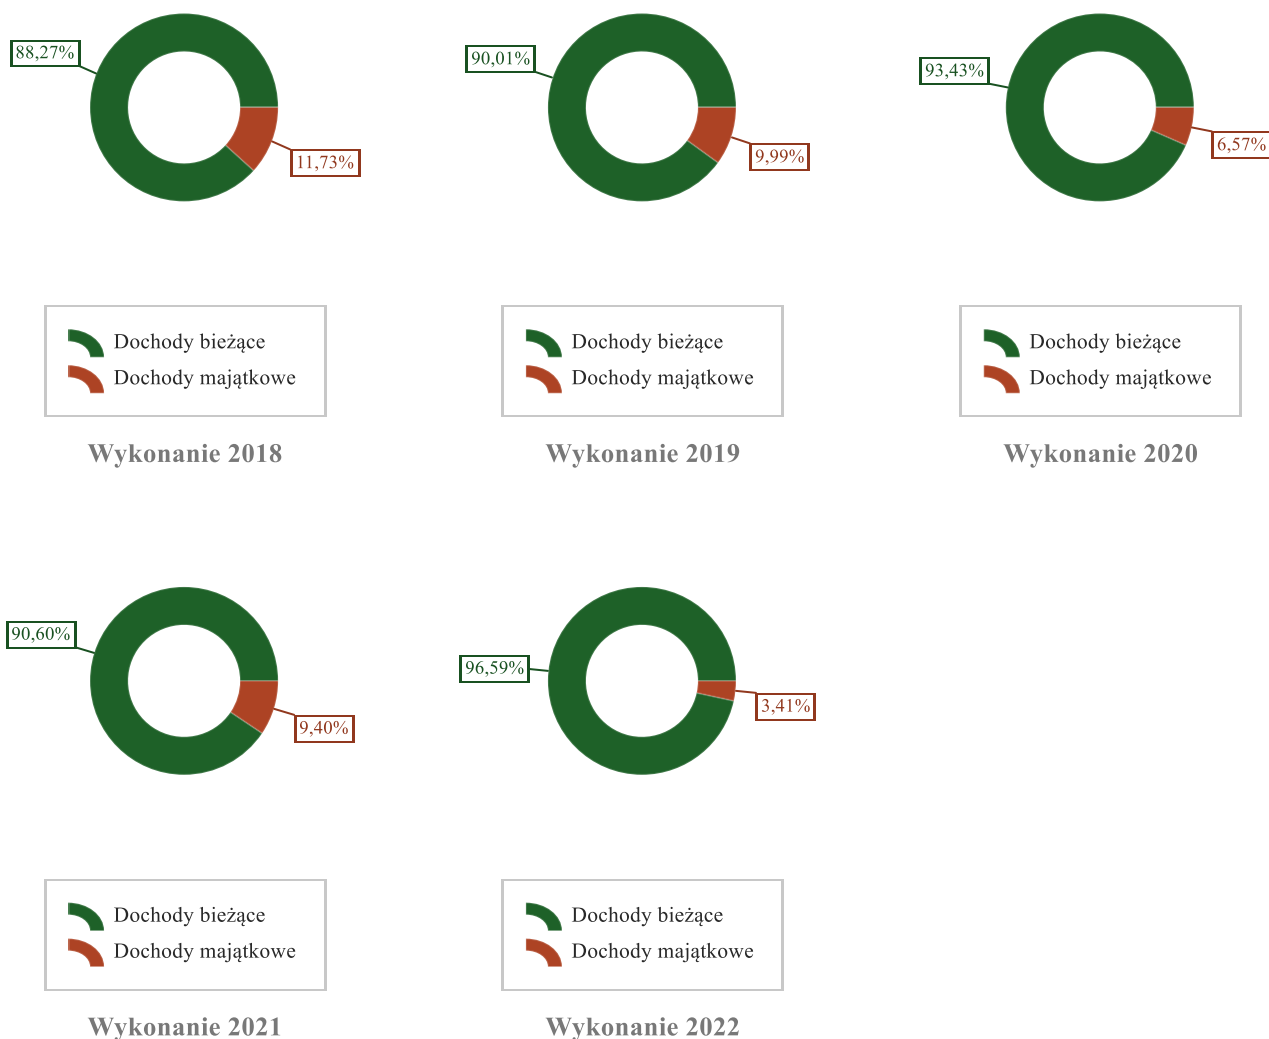 88,27%
11,73%
Dochody bieżące
Dochody majątkowe
Wykonanie 2018
90,01%
9,99%
Dochody bieżące
Dochody majątkowe
Wykonanie 2019
93,43%
6,57%
Dochody bieżące
Dochody majątkowe
Wykonanie 2020
90,60%
9,40%
Dochody bieżące
Dochody majątkowe
Wykonanie 2021
96,59%
3,41%
Dochody bieżące
Dochody majątkowe
Wykonanie 2022